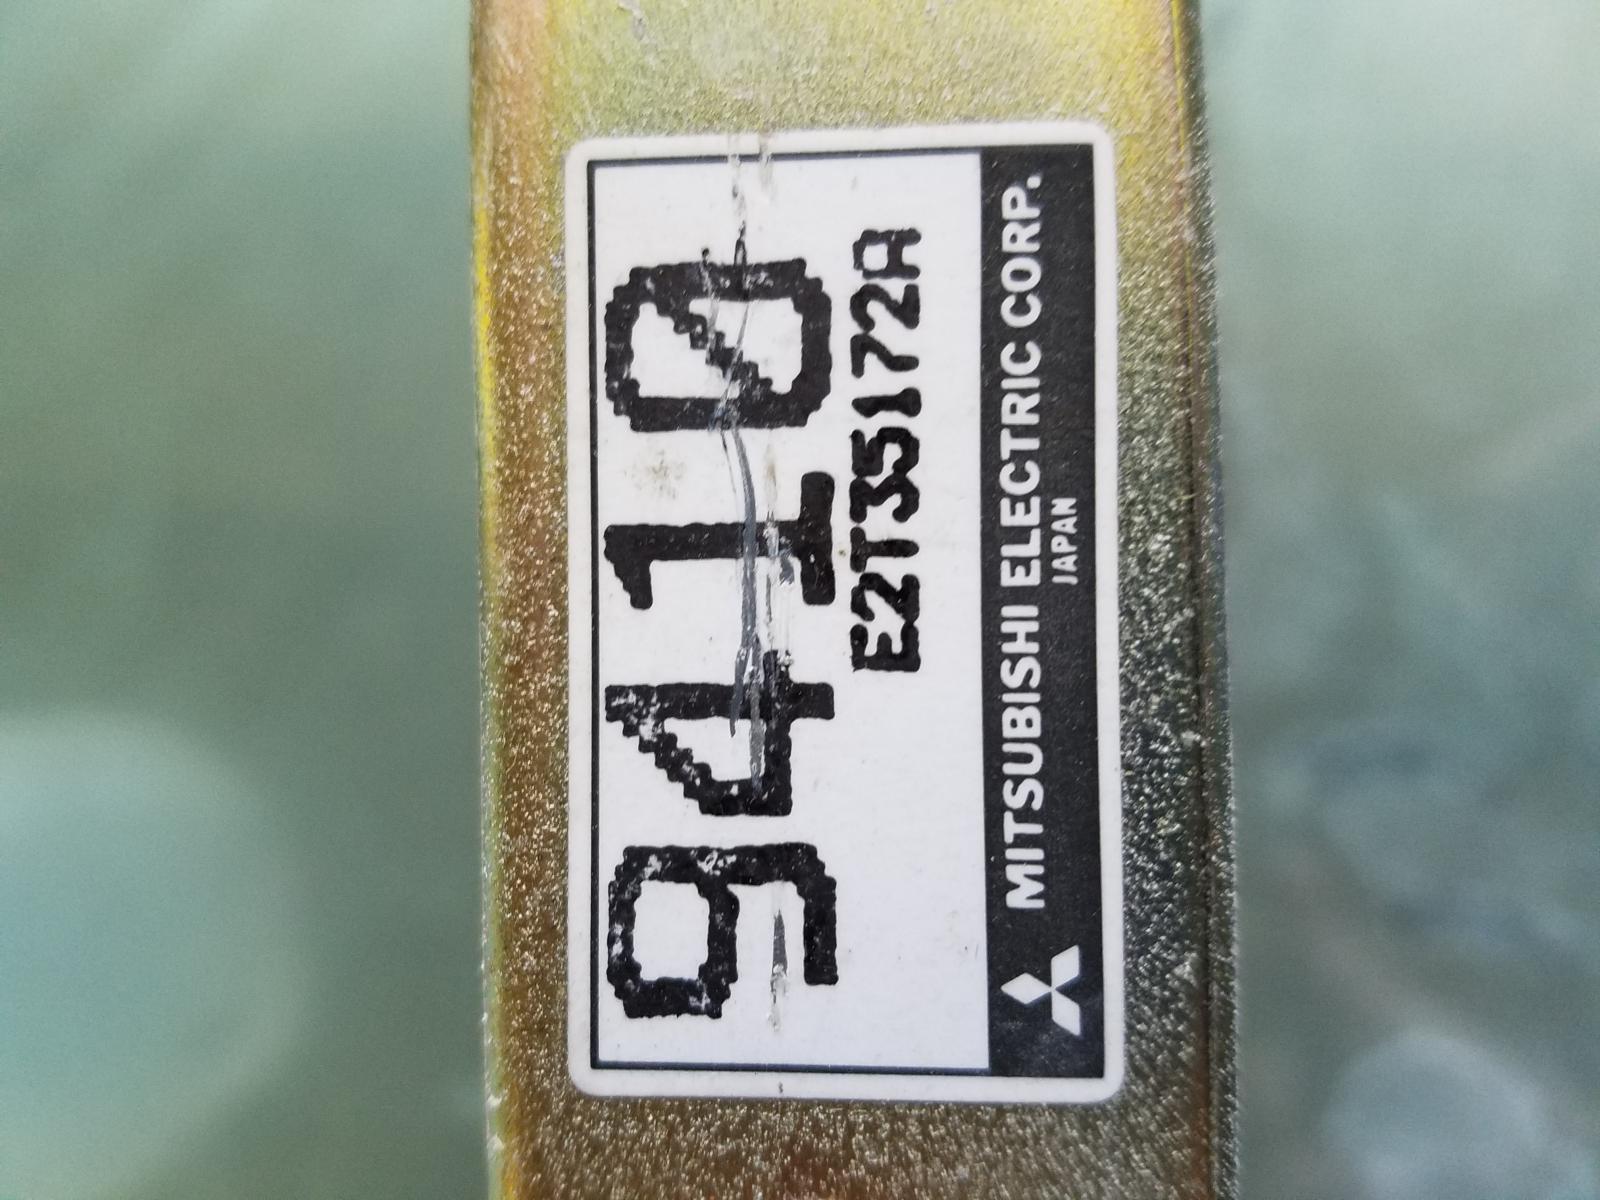 9410
E2T35172A
MITSUBISHI ELECTRIC CORP.
JAPAN